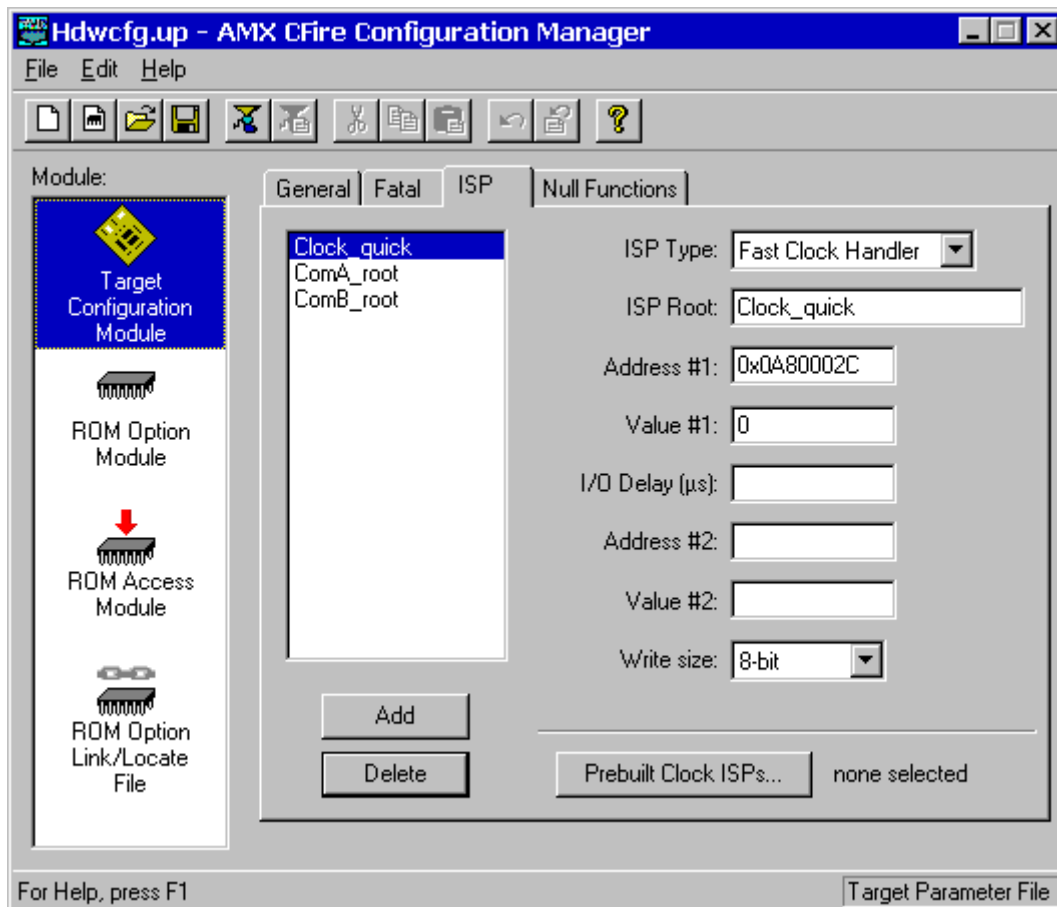 Hdwcfg.up - AMX CFire Configuration Manager
File Edit Help
Module:
Target
Configuration
Module
ROM Option
Module
ROM Access
Module
ROM Option
Link/Locate
File
General Fatal ISP Null Functions
Clock_quick
ComA_root
ComB_root
Add
Delete
ISP Type: Fast Clock Handler
ISP Root: Clock_quick
Address #1: 0x0A80002C
Value #1: 0
I/O Delay (µs):
Address #2:
Value #2:
Write size: 8-bit
Prebuilt Clock ISPs... none selected
For Help, press F1 Target Parameter File